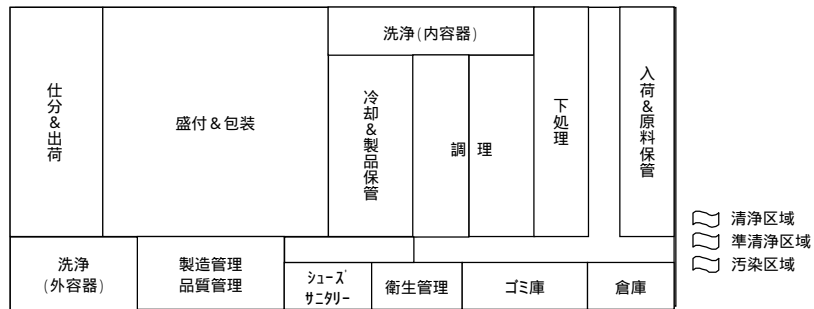 洗浄(内容器)
仕分&出荷
盛付&包装
冷却&製品保管
調理
下処理
入荷&原料保管
清浄区域
準清浄区域
汚染区域
洗浄
(外容器)
製造管理
品質管理
ｼｭｰｽﾞ
ｻﾆﾀﾘｰ
衛生管理
ゴミ庫
倉庫